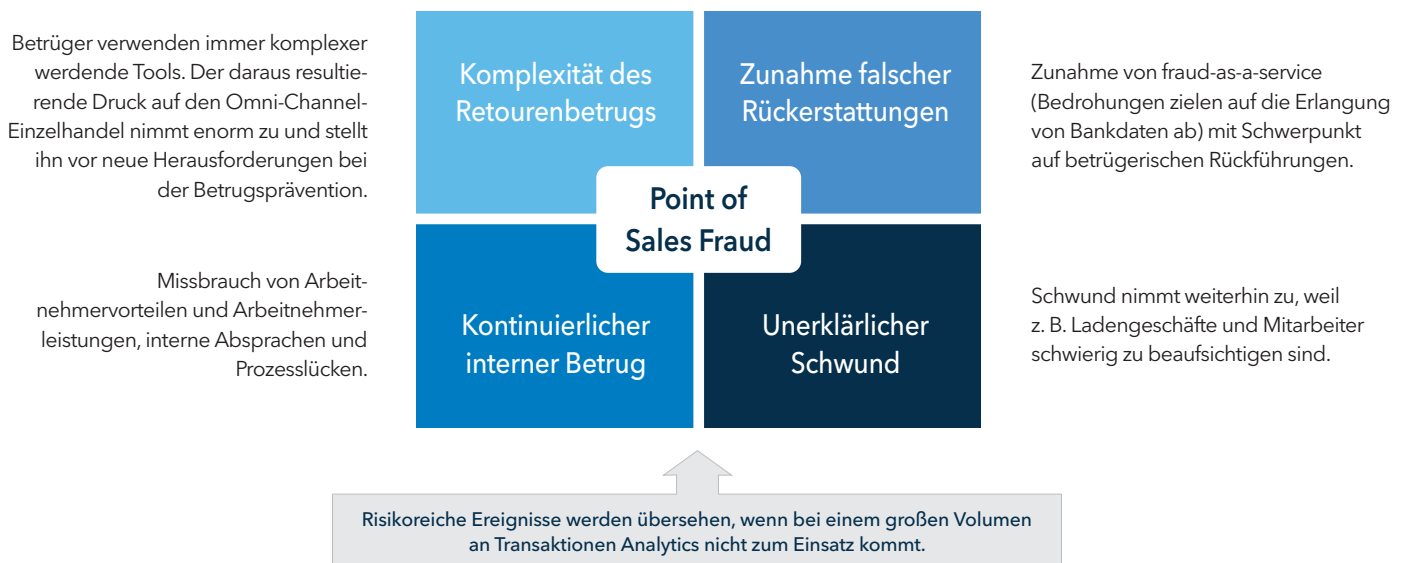 Betrüger verwenden immer komplexer
werdende Tools. Der daraus resultie-
rende Druck auf den Omni-Channel-
Einzelhandel nimmt enorm zu und stellt
ihn vor neue Herausforderungen bei
der Betrugsprävention.
Komplexität des
Retourenbetrugs
Zunahme falscher
Rückerstattungen
Zunahme von fraud-as-a-service
(Bedrohungen zielen auf die Erlangung
von Bankdaten ab) mit Schwerpunkt
auf betrügerischen Rückführungen.
Point of
Sales Fraud
Missbrauch von Arbeit-
nehmervorteilen und Arbeitnehmer-
leistungen, interne Absprachen und
Prozesslücken.
Kontinuierlicher
interner Betrug
Unerklärlicher
Schwund
Schwund nimmt weiterhin zu, weil
z. B. Ladengeschäfte und Mitarbeiter
schwierig zu beaufsichtigen sind.
Risikoreiche Ereignisse werden übersehen, wenn bei einem großen Volumen
an Transaktionen Analytics nicht zum Einsatz kommt.